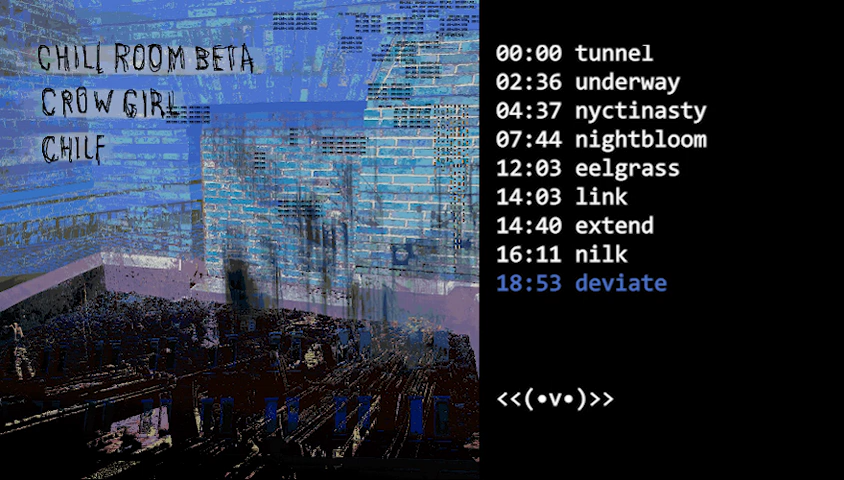 CHILL ROOM BETA
CROW GIRL
CHILF
00:00 tunnel
02:36 underway
04:37 nyctinasty
07:44 nightbloom
12:03 eelgrass
14:03 link
14:40 extend
16:11 nilk
18:53 deviate
<<(•v•)>>